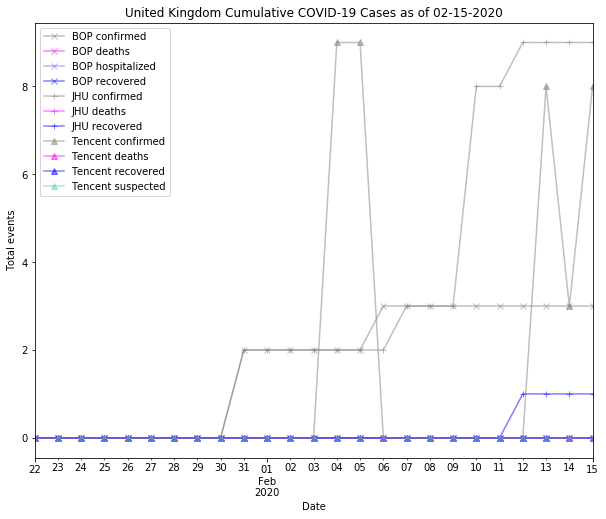 United Kingdom Cumulative COVID-19 Cases as of 02-15-2020
BOP confirmed
BOP deaths
BOP hospitalized
BOP recovered
JHU confirmed
JHU deaths
JHU recovered
Tencent confirmed
Tencent deaths
Tencent recovered
Tencent suspected
Total events
8
6
4
2
0
22 23 24 25 26 27 28 29 30 31 01 02 03 04 05 06 07 08 09 10 11 12 13 14 15
Feb
2020
Date